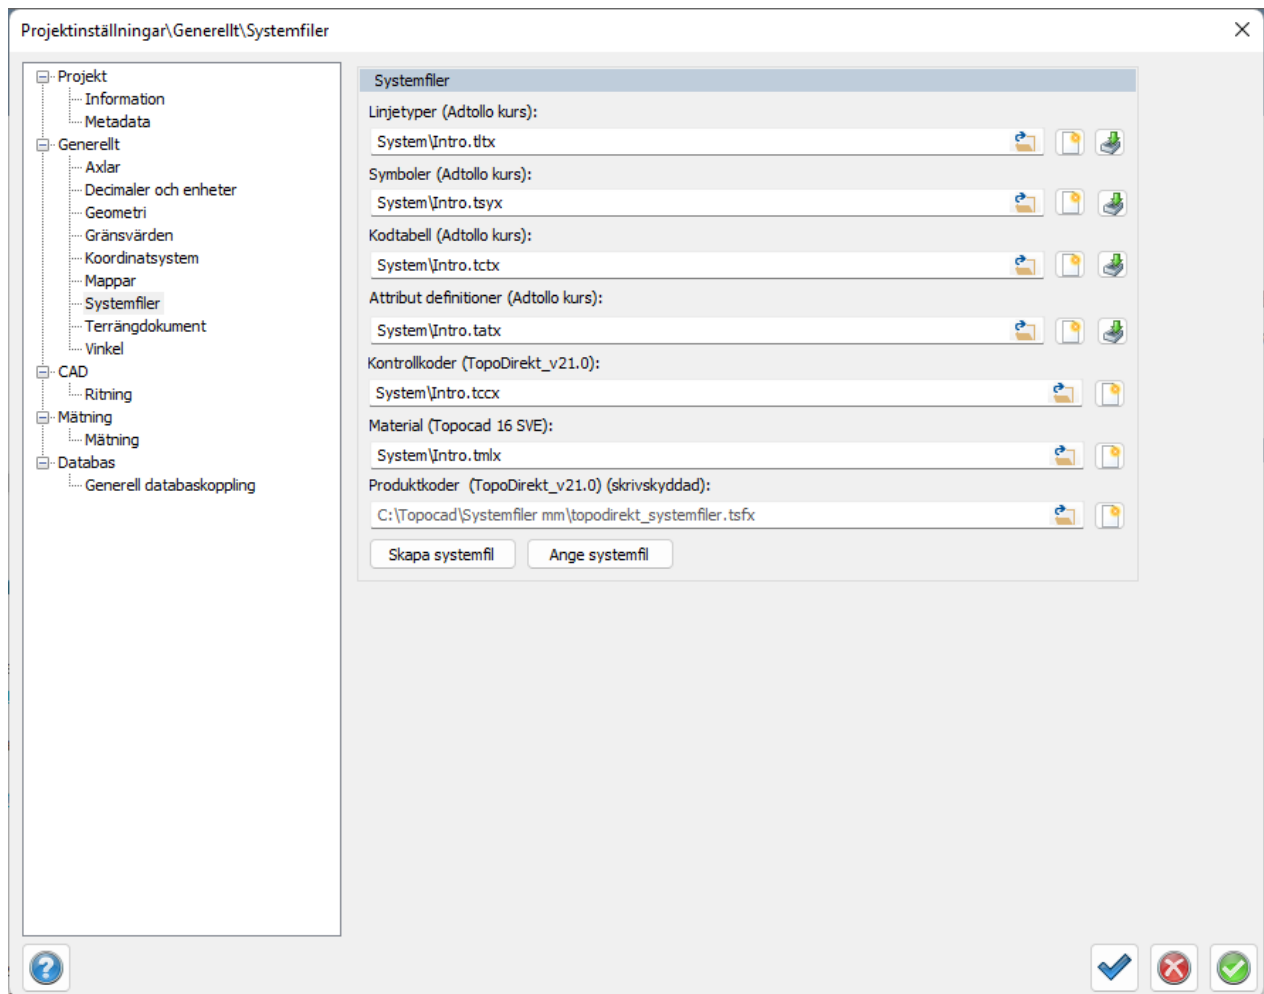 Projektinställningar\Generellt\Systemfiler
Projekt
Information
Metadata
Generellt
Axlar
Decimaler och enheter
Geometri
Gränsvärden
Koordinatsystem
Mappar
Systemfiler
Terrängdokument
Vinkel
CAD
Ritning
Mätning
Mätning
Databas
Generell databaskoppling
Systemfiler
Linjetyper (Adtollo kurs):
System\Intro.tltx
Symboler (Adtollo kurs):
System\Intro.tsyx
Kodtabell (Adtollo kurs):
System\Intro.tctx
Attribut definitioner (Adtollo kurs):
System\Intro.tatx
Kontrollkoder (TopoDirekt_v21.0):
System\Intro.tccx
Material (Topocad 16 SVE):
System\Intro.tmlx
Produktkoder (TopoDirekt_v21.0) (skrivskyddad):
C:\Topocad\Systemfiler mm\topodirekt_systemfiler.tsfx
Skapa systemfil
Ange systemfil